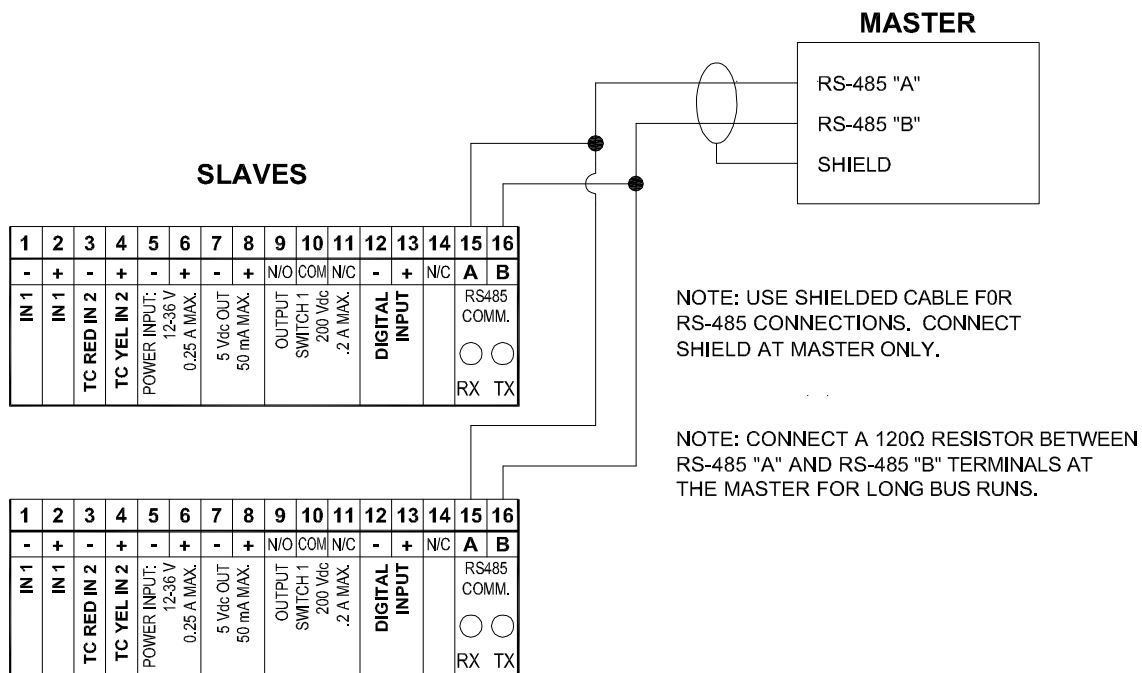 MASTER
RS-485 "A"
RS-485 "B"
SHIELD
SLAVES
1 2 3 4 5 6 7 8 9 10 11 12 13 14 15 16
- + - + - + - + N/O COM N/C - + N/C A B
IN 1
IN 1
TC RED IN 2
TC YEL IN 2
POWER INPUT:
12-36 V
0.25 A MAX.
5 Vdc OUT
50 mA MAX.
OUTPUT
SWITCH 1
200 Vdc
.2 A MAX.
DIGITAL
INPUT
RS485
COMM.
RX TX
NOTE: USE SHIELDED CABLE F0R
RS-485 CONNECTIONS. CONNECT
SHIELD AT MASTER ONLY.
NOTE: CONNECT A 120Ω RESISTOR BETWEEN
RS-485 "A" AND RS-485 "B" TERMINALS AT
THE MASTER FOR LONG BUS RUNS.
1 2 3 4 5 6 7 8 9 10 11 12 13 14 15 16
- + - + - + - + N/O COM N/C - + N/C A B
IN 1
IN 1
TC RED IN 2
TC YEL IN 2
POWER INPUT:
12-36 V
0.25 A MAX.
5 Vdc OUT
50 mA MAX.
OUTPUT
SWITCH 1
200 Vdc
.2 A MAX.
DIGITAL
INPUT
RS485
COMM.
RX TX